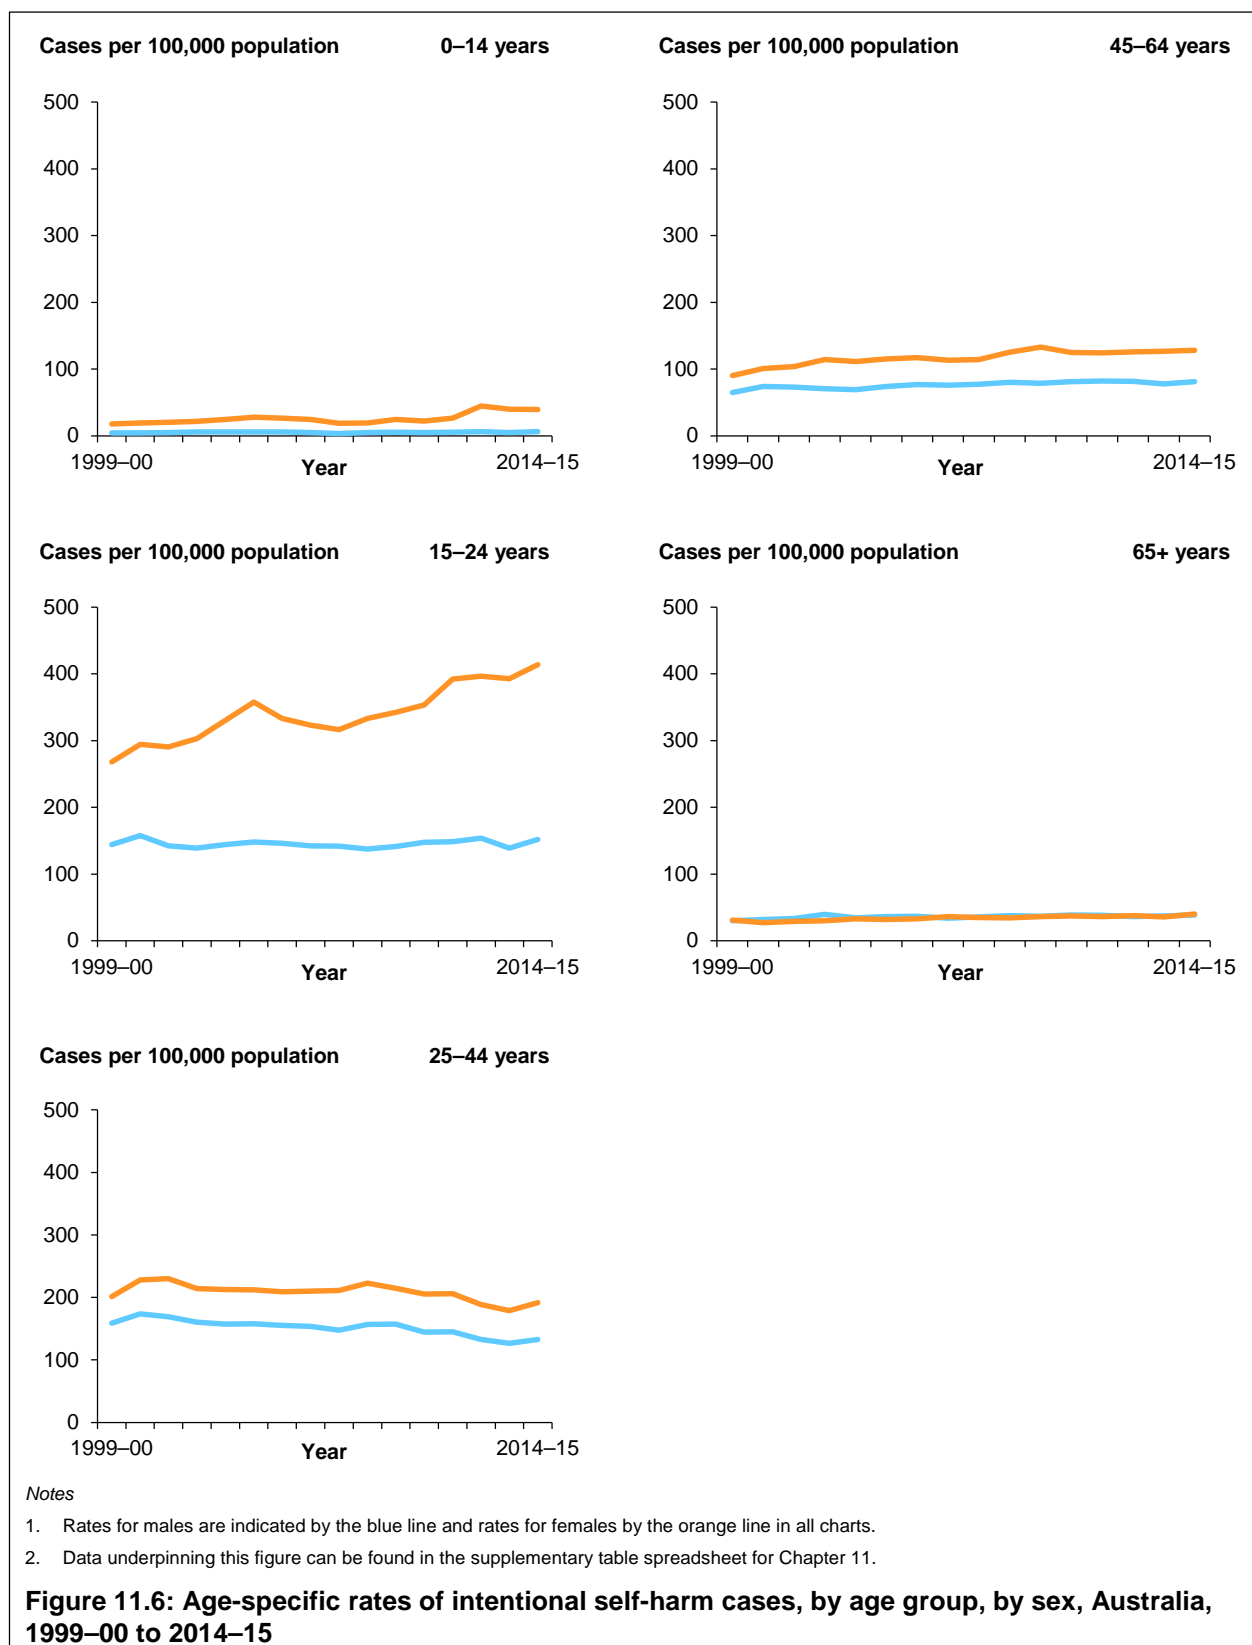 Cases per 100,000 population 0–14 years
500
400
300
200
100
0
1999–00 Year 2014–15
Cases per 100,000 population 45–64 years
500
400
300
200
100
0
1999–00 Year 2014–15
Cases per 100,000 population 15–24 years
500
400
300
200
100
0
1999–00 Year 2014–15
Cases per 100,000 population 65+ years
500
400
300
200
100
0
1999–00 Year 2014–15
Cases per 100,000 population 25–44 years
500
400
300
200
100
0
1999–00 Year 2014–15
Notes
1. Rates for males are indicated by the blue line and rates for females by the orange line in all charts.
2. Data underpinning this figure can be found in the supplementary table spreadsheet for Chapter 11.
Figure 11.6: Age-specific rates of intentional self-harm cases, by age group, by sex, Australia,
1999–00 to 2014–15